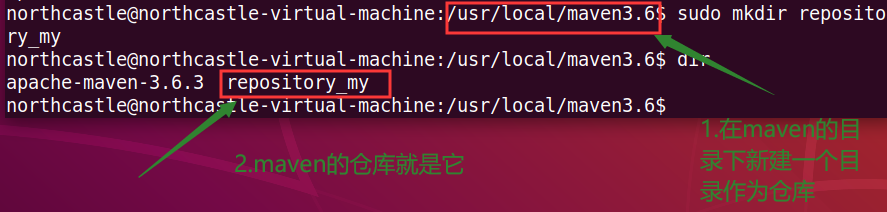 northcastle@northcastle-virtual-machine:/usr/local/maven3.6$ sudo mkdir reposito
ry_my
northcastle@northcastle-virtual-machine:/usr/local/maven3.6$ dir
apache-maven-3.6.3  repository_my
northcastle@northcastle-virtual-machine:/usr/local/maven3.6$
1.在maven的目
录下新建一个目
录作为仓库
2.maven的仓库就是它